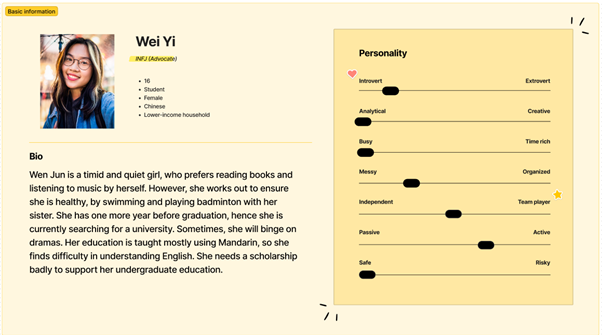 Basic information
Wei Yi
INFJ (Advocate)
• 16
• Student
• Female
• Chinese
• Lower-income household
Bio
Wen Jun is a timid and quiet girl, who prefers reading books and
listening to music by herself. However, she works out to ensure
she is healthy, by swimming and playing badminton with her
sister. She has one more year before graduation, hence she is
currently searching for a university. Sometimes, she will binge on
dramas. Her education is taught mostly using Mandarin, so she
finds difficulty in understanding English. She needs a scholarship
badly to support her undergraduate education.
Personality
Introvert Extrovert
Analytical Creative
Busy Time rich
Messy Organized
Independent Team player
Passive Active
Safe Risky